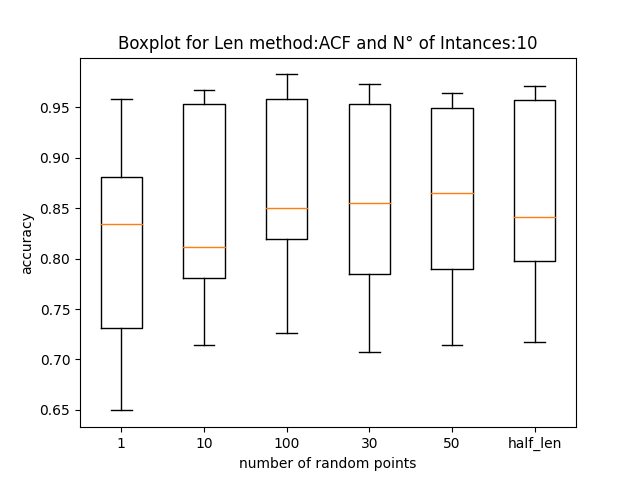 Boxplot for Len method:ACF and N° of Intances:10
0.95
0.90
0.85
0.80
0.75
0.70
0.65
accuracy
1 10 100 30 50 half_len
number of random points